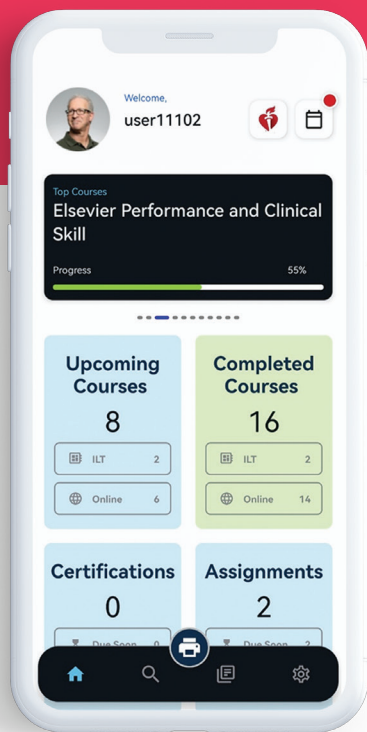 Welcome,
user11102
Top Courses
Elsevier Performance and Clinical
Skill
Progress 55%
Upcoming
Courses
8
ILT 2
Online 6
Completed
Courses
16
ILT 2
Online 14
Certifications
0
Due Soon 0
Assignments
2
Due Soon 2